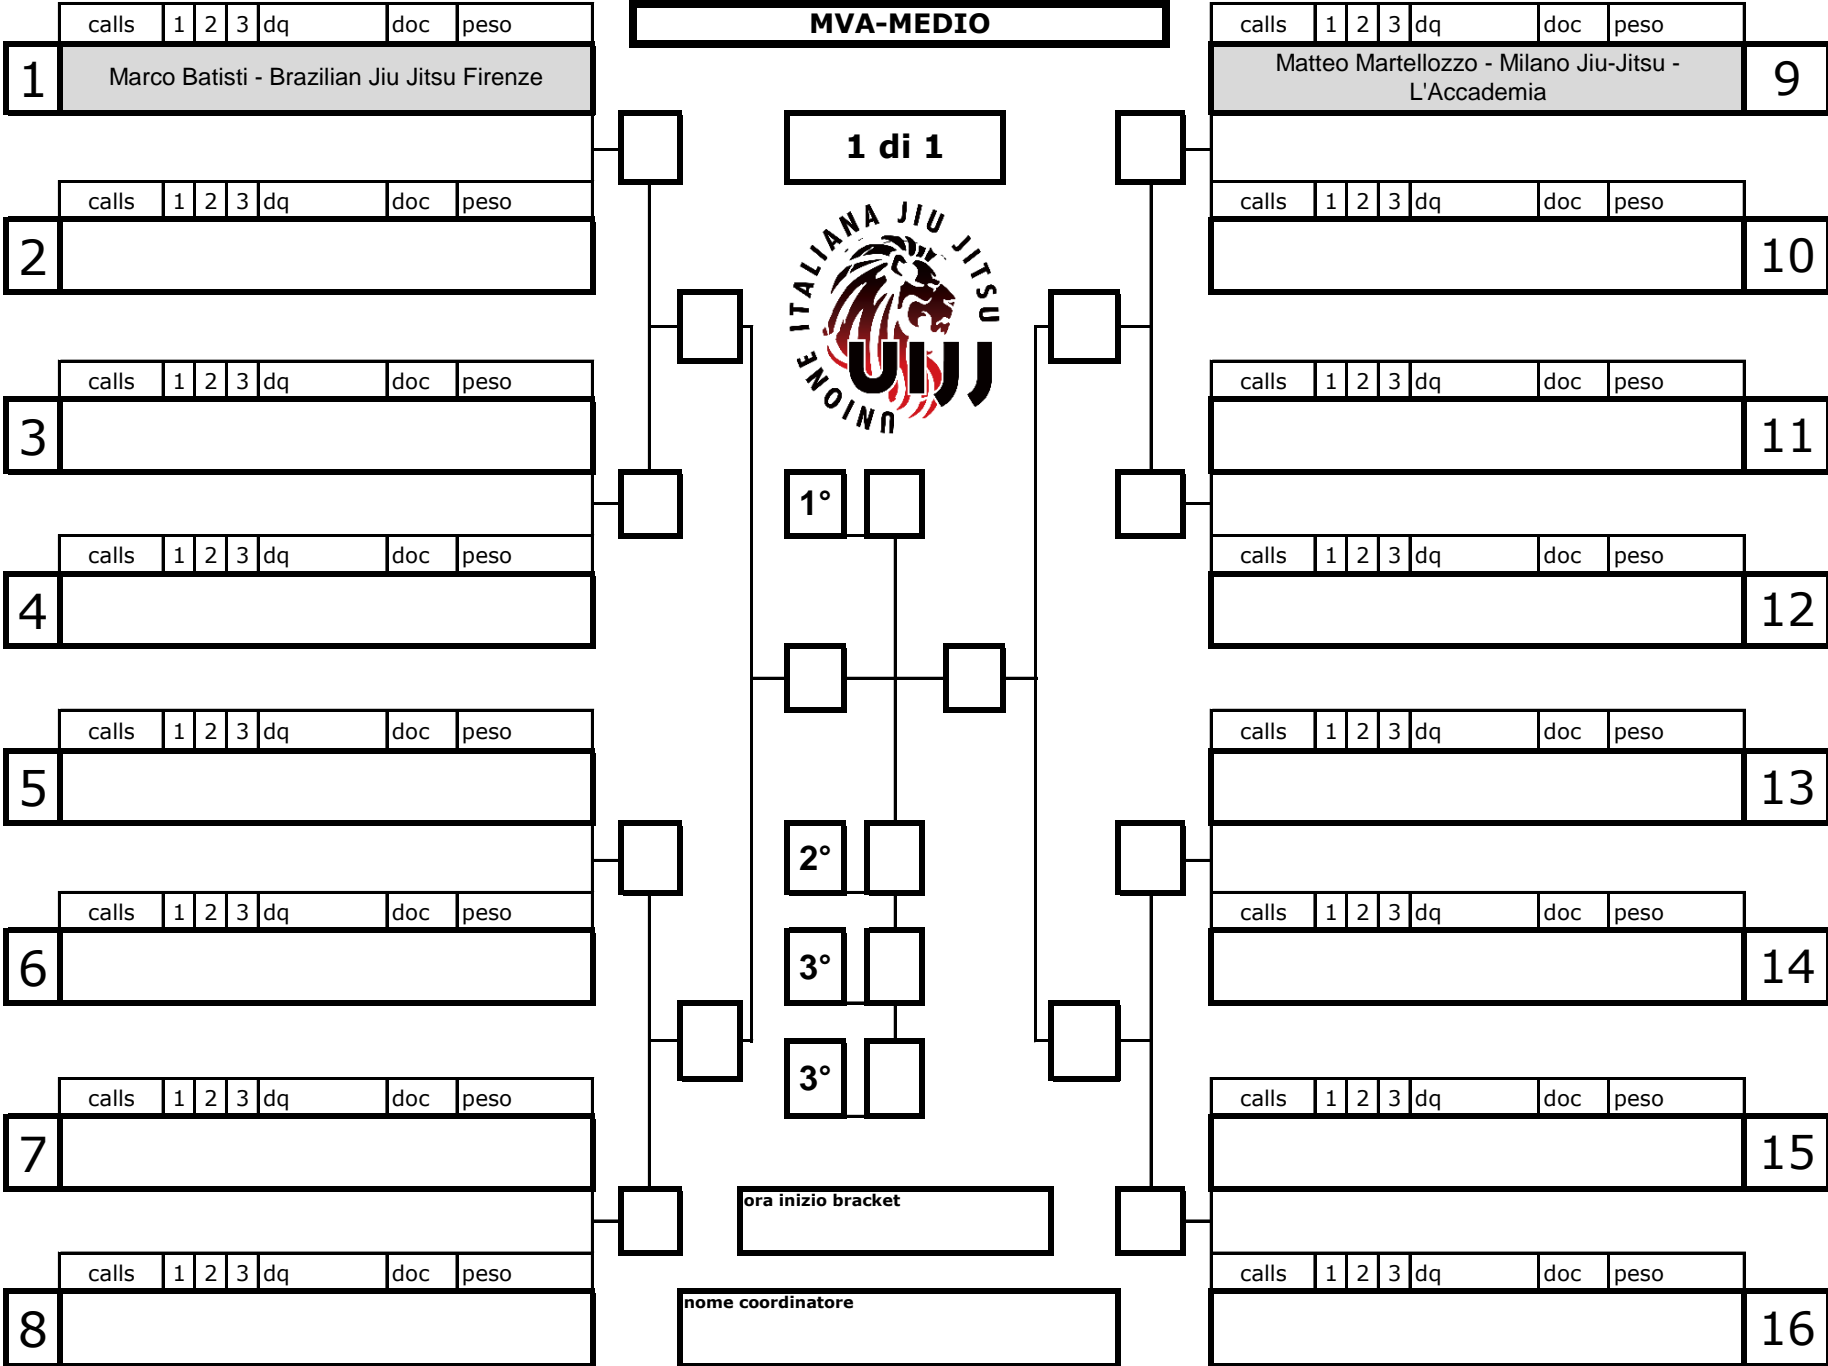 MVA-MEDIO
calls 1 2 3 dq doc peso
1 Marco Batisti - Brazilian Jiu Jitsu Firenze
calls 1 2 3 dq doc peso
2
calls 1 2 3 dq doc peso
3
calls 1 2 3 dq doc peso
4
calls 1 2 3 dq doc peso
5
calls 1 2 3 dq doc peso
6
calls 1 2 3 dq doc peso
7
calls 1 2 3 dq doc peso
8
1 di 1
UNIONE ITALIANA JIU JITSU
UIJJ
1°
2°
3°
3°
ora inizio bracket
nome coordinatore
calls 1 2 3 dq doc peso
Matteo Martellozzo - Milano Jiu-Jitsu -
L'Accademia
9
calls 1 2 3 dq doc peso
10
calls 1 2 3 dq doc peso
11
calls 1 2 3 dq doc peso
12
calls 1 2 3 dq doc peso
13
calls 1 2 3 dq doc peso
14
calls 1 2 3 dq doc peso
15
calls 1 2 3 dq doc peso
16